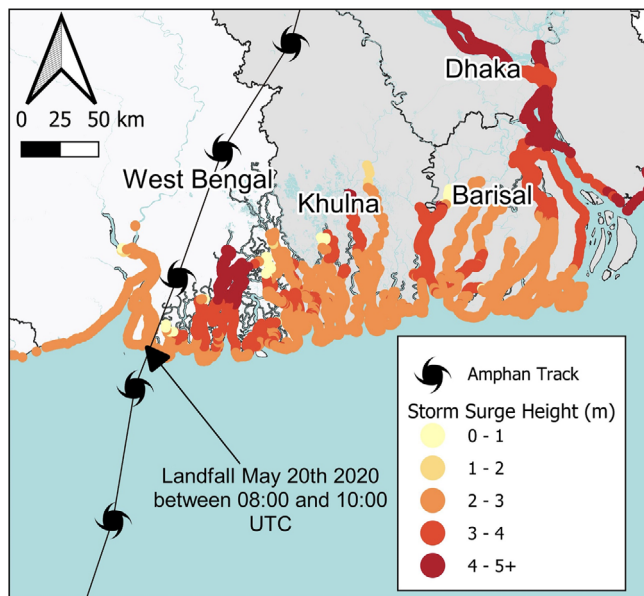 0 25 50 km
Dhaka
West Bengal
Khulna
Barisal
Landfall May 20th 2020
between 08:00 and 10:00
UTC
Amphan Track
Storm Surge Height (m)
0 - 1
1 - 2
2 - 3
3 - 4
4 - 5+